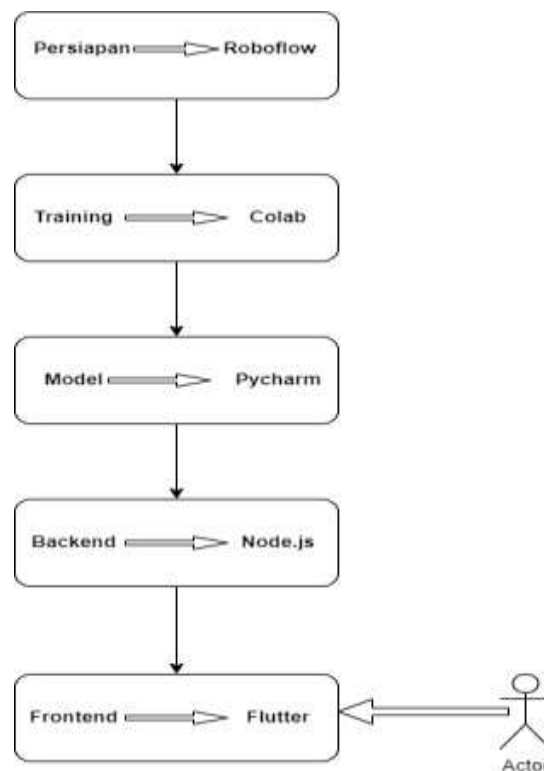 Persiapan Roboflow
Training Colab
Model Pycharm
Backend Node.js
Frontend Flutter
Actor